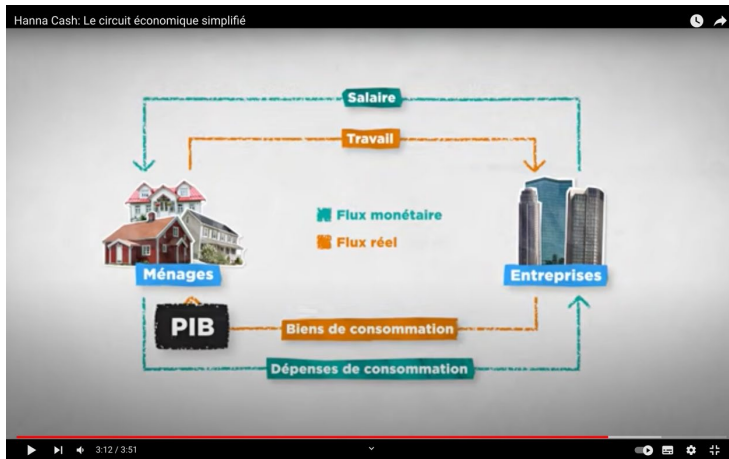 Hanna Cash: Le circuit économique simplifié
Salaire
Travail
Flux monétaire
Flux réel
Ménages
Entreprises
PIB
Biens de consommation
Dépenses de consommation
3:12 / 3:51